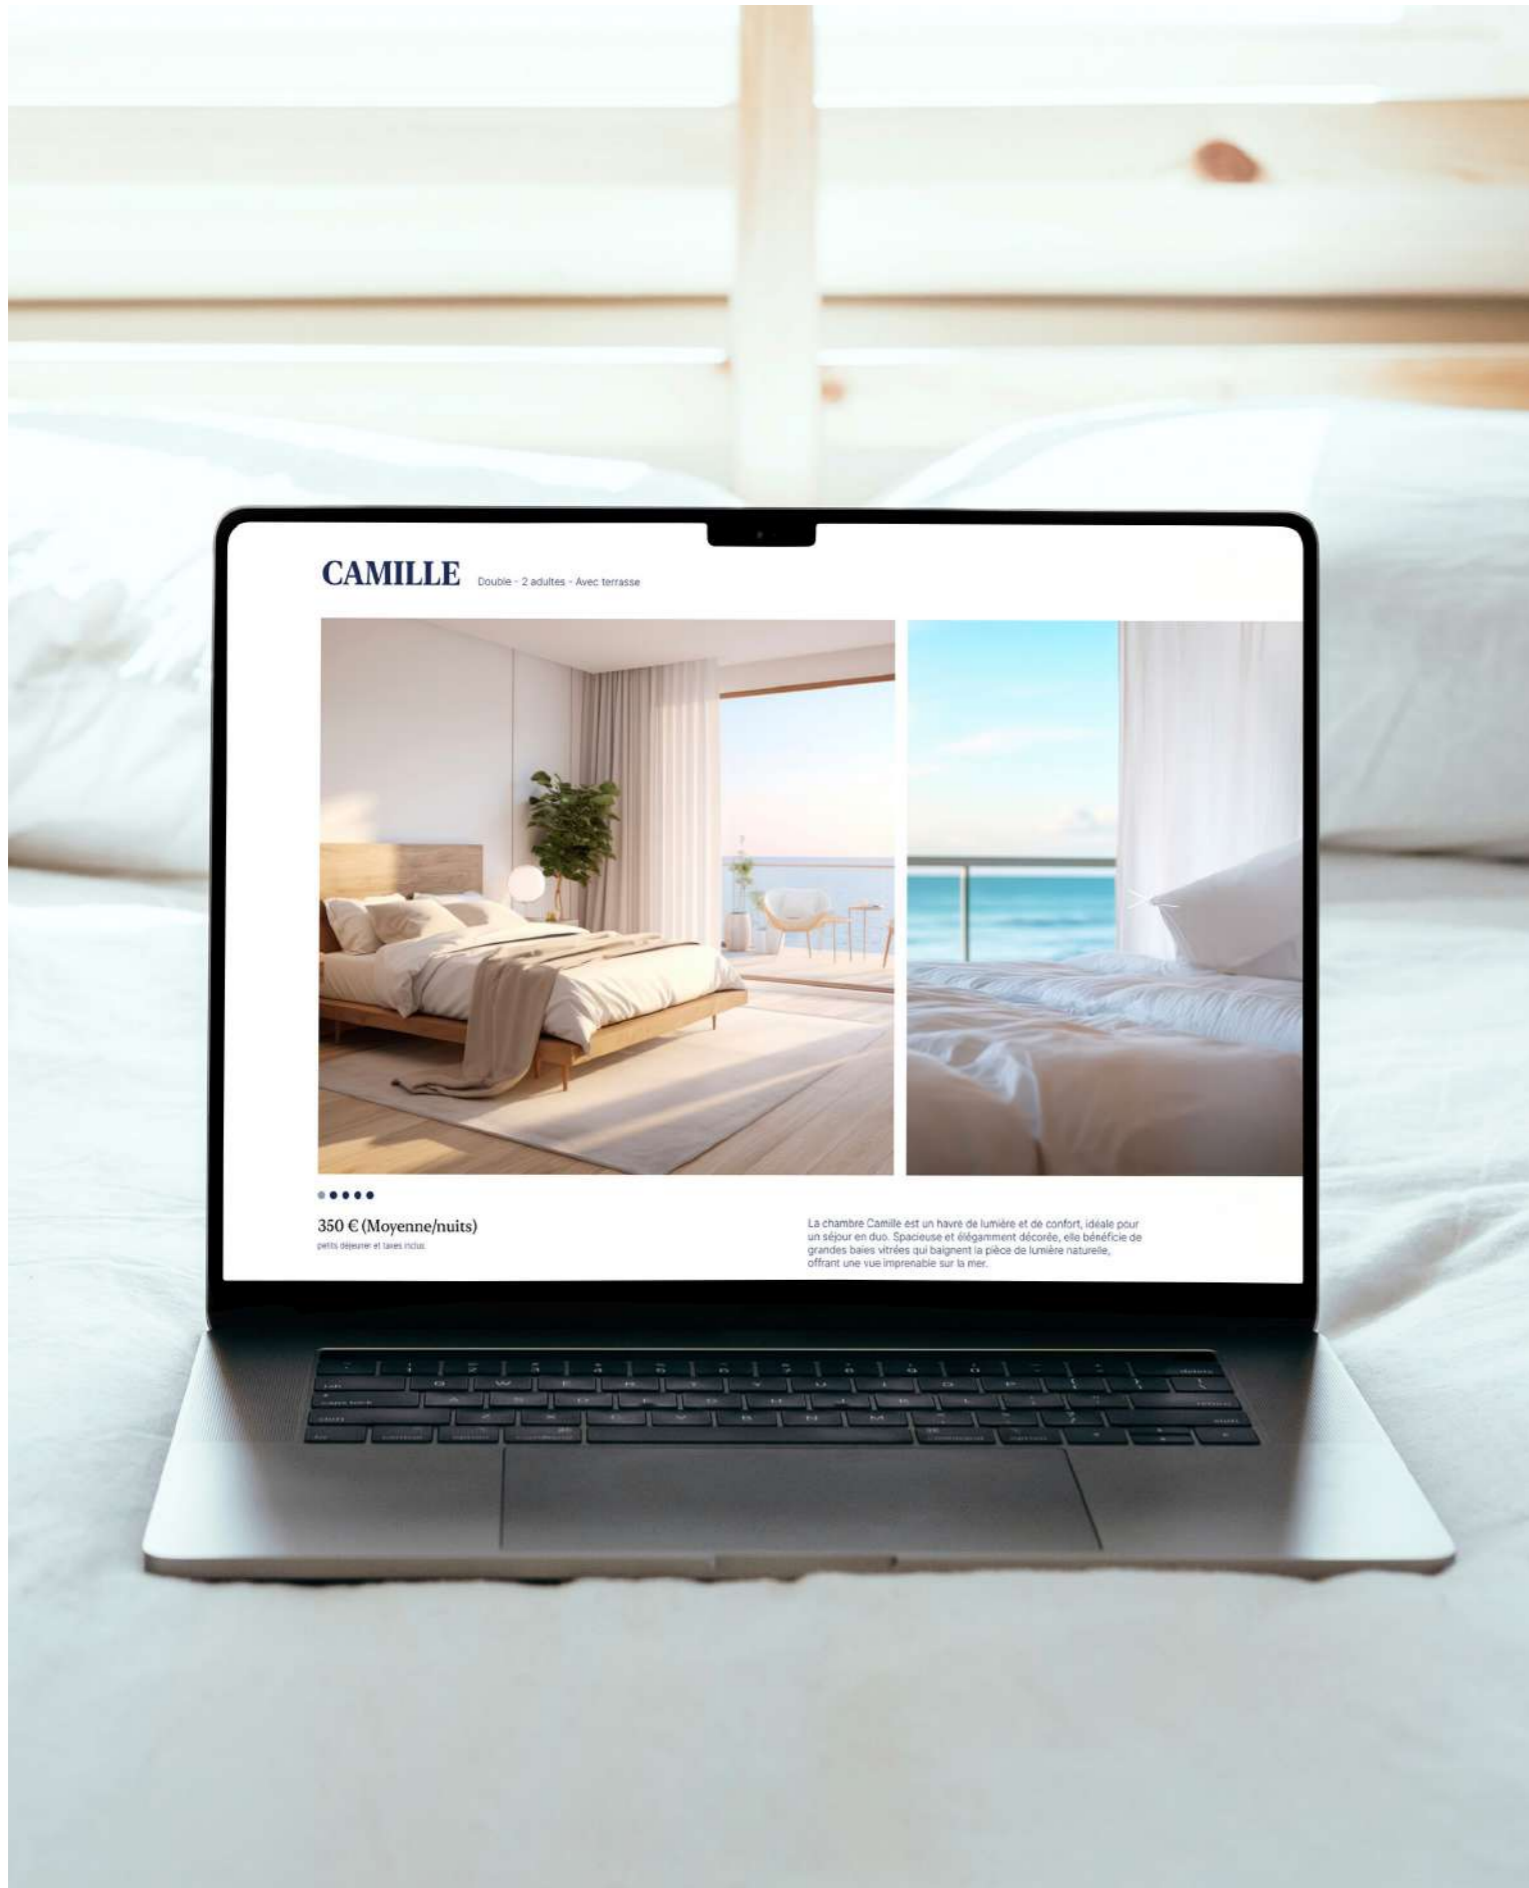 CAMILLE Double - 2 adultes - Avec terrasse
350 € (Moyenne/nuits)
petits déjeuner et taxes inclus.
La chambre Camille est un havre de lumière et de confort, idéale pour
un séjour en duo. Spacieuse et élégamment décorée, elle bénéficie de
grandes baies vitrées qui baignent la pièce de lumière naturelle,
offrant une vue imprenable sur la mer.